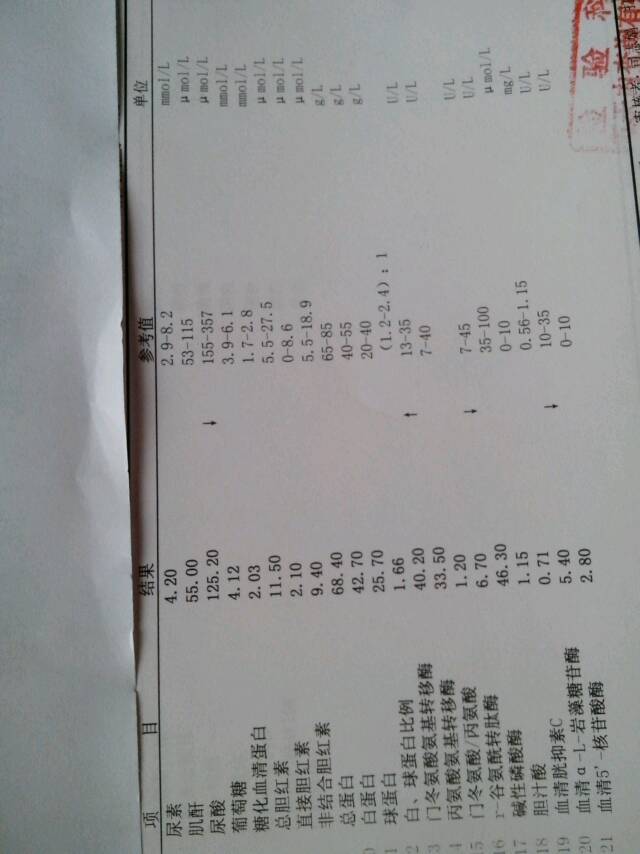 项 目 结果 参考值 单位
尿素 4.20 2.9-8.2 mmol/L
肌酐 55.00 53-115 μmol/L
尿酸 125.20 ↓ 155-357 μmol/L
葡萄糖 4.12 3.9-6.1 mmol/L
糖化血清蛋白 2.03 1.7-2.8 mmol/L
总胆红素 11.50 5.5-27.5 μmol/L
直接胆红素 2.10 0-8.6 μmol/L
非结合胆红素 9.40 5.5-18.9 μmol/L
总蛋白 68.40 65-85 g/L
0 白蛋白 42.70 40-55 g/L
1 球蛋白 25.70 20-40 g/L
2 白、球蛋白比例 1.66 (1.2-2.4)：1
3 门冬氨酸氨基转移酶 40.20 ↑ 13-35 U/L
4 丙氨酸氨基转移酶 33.50 7-40 U/L
15 门冬氨酸/丙氨酸 1.20
16 r-谷氨酰转肽酶 6.70 ↓ 7-45 U/L
17 碱性磷酸酶 46.30 35-100 U/L
18 胆汁酸 1.15 0-10 μmol/L
19 血清胱抑素C 0.71 0.56-1.15 mg/L
20 血清α-L-岩藻糖苷酶 5.40 ↓ 10-35 U/L
21 血清5'-核苷酸酶 2.80 0-10 U/L
检 验 科
审核者: